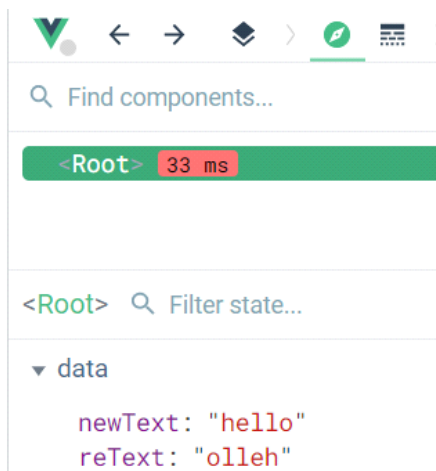 Find components...
<Root> 33 ms
<Root> Filter state...
data
newText: "hello"
reText: "olleh"